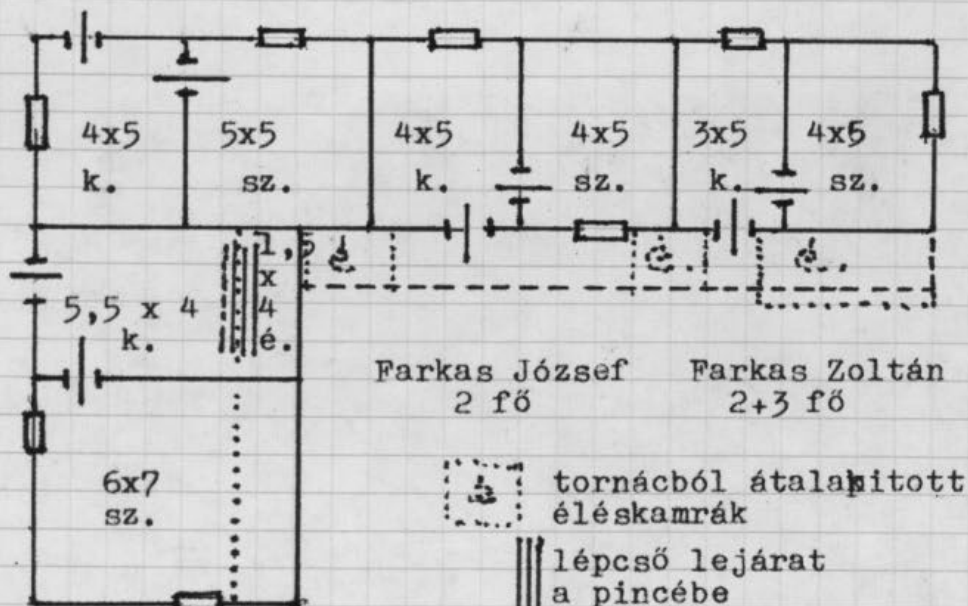 4x5 5x5 4x5 4x5 3x5 4x5
k. sz. k. sz. k. sz.
1,5
x
4
é.
é. é. é.
5,5 x 4
k.
Farkas József Farkas Zoltán
2 fő 2+3 fő
6x7
sz.
é tornácból átalakitott
éléskamrák
lépcső lejárat
a pincébe